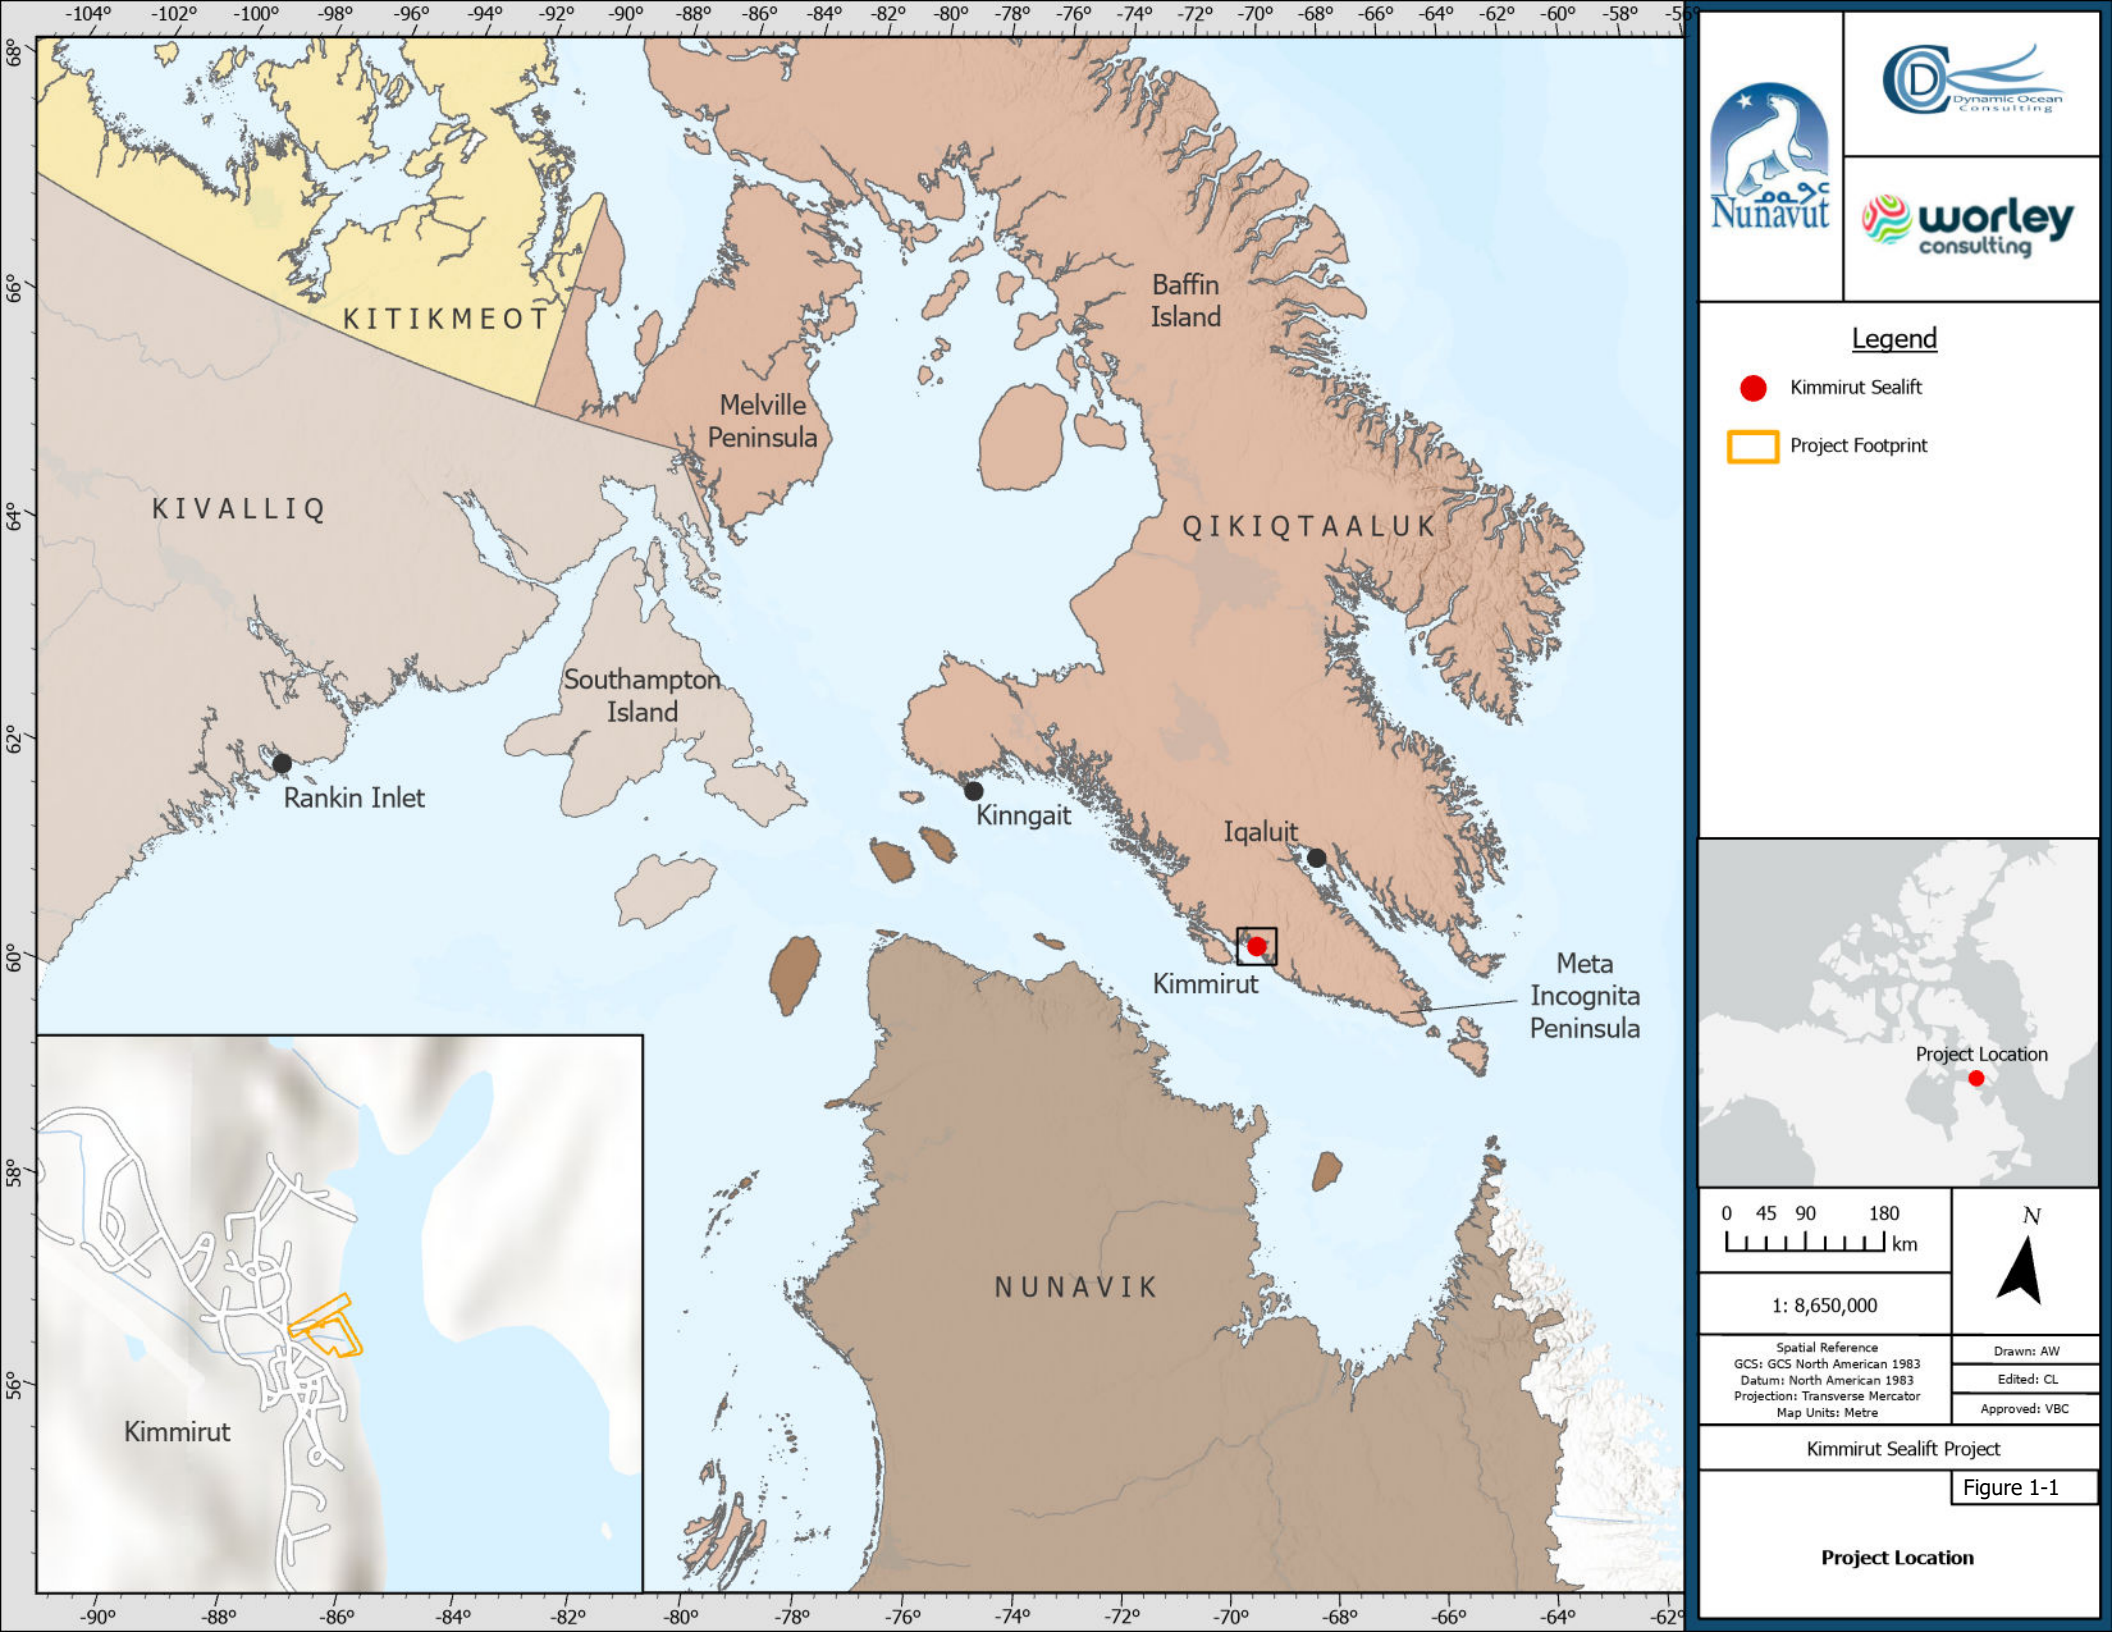 -104° -102° -100° -98° -96° -94° -92° -90° -88° -86° -84° -82° -80° -78° -76° -74° -72° -70° -68° -66° -64° -62° -60° -58° -56°
68°
66°
64°
62°
60°
58°
56°
KITIKMEOT
Baffin
Island
Melville
Peninsula
KIVALLIQ
QIKIQTAALUK
Southampton
Island
Rankin Inlet
Kinngait
Iqaluit
Kimmirut
Meta
Incognita
Peninsula
NUNAVIK
Kimmirut
-90° -88° -86° -84° -82° -80° -78° -76° -74° -72° -70° -68° -66° -64° -62°
ᓄᓇᕗᑦ
Nunavut
CDO
Dynamic Ocean
Consulting
worley
consulting
Legend
Kimmirut Sealift
Project Footprint
Project Location
0 45 90 180
km
N
1: 8,650,000
Spatial Reference
GCS: GCS North American 1983
Datum: North American 1983
Projection: Transverse Mercator
Map Units: Metre
Drawn: AW
Edited: CL
Approved: VBC
Kimmirut Sealift Project
Figure 1-1
Project Location